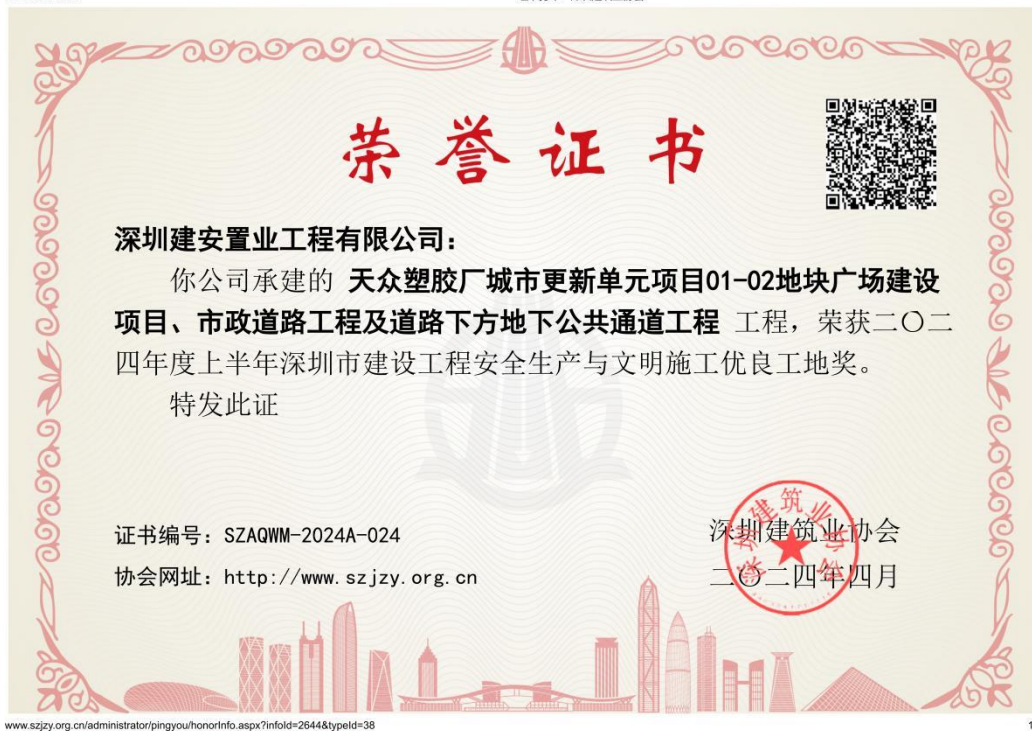 荣誉证书
深圳建安置业工程有限公司：
你公司承建的 天众塑胶厂城市更新单元项目01-02地块广场建设
项目、市政道路工程及道路下方地下公共通道工程 工程，荣获二〇二
四年度上半年深圳市建设工程安全生产与文明施工优良工地奖。
特发此证
证书编号：SZAQWM-2024A-024
深圳建筑业协会
协会网址：http://www.szjzy.org.cn
二〇二四年四月
深圳建筑业协会
www.szjzy.org.cn/administrator/pingyou/honorInfo.aspx?infoId=2644&typeId=38
1